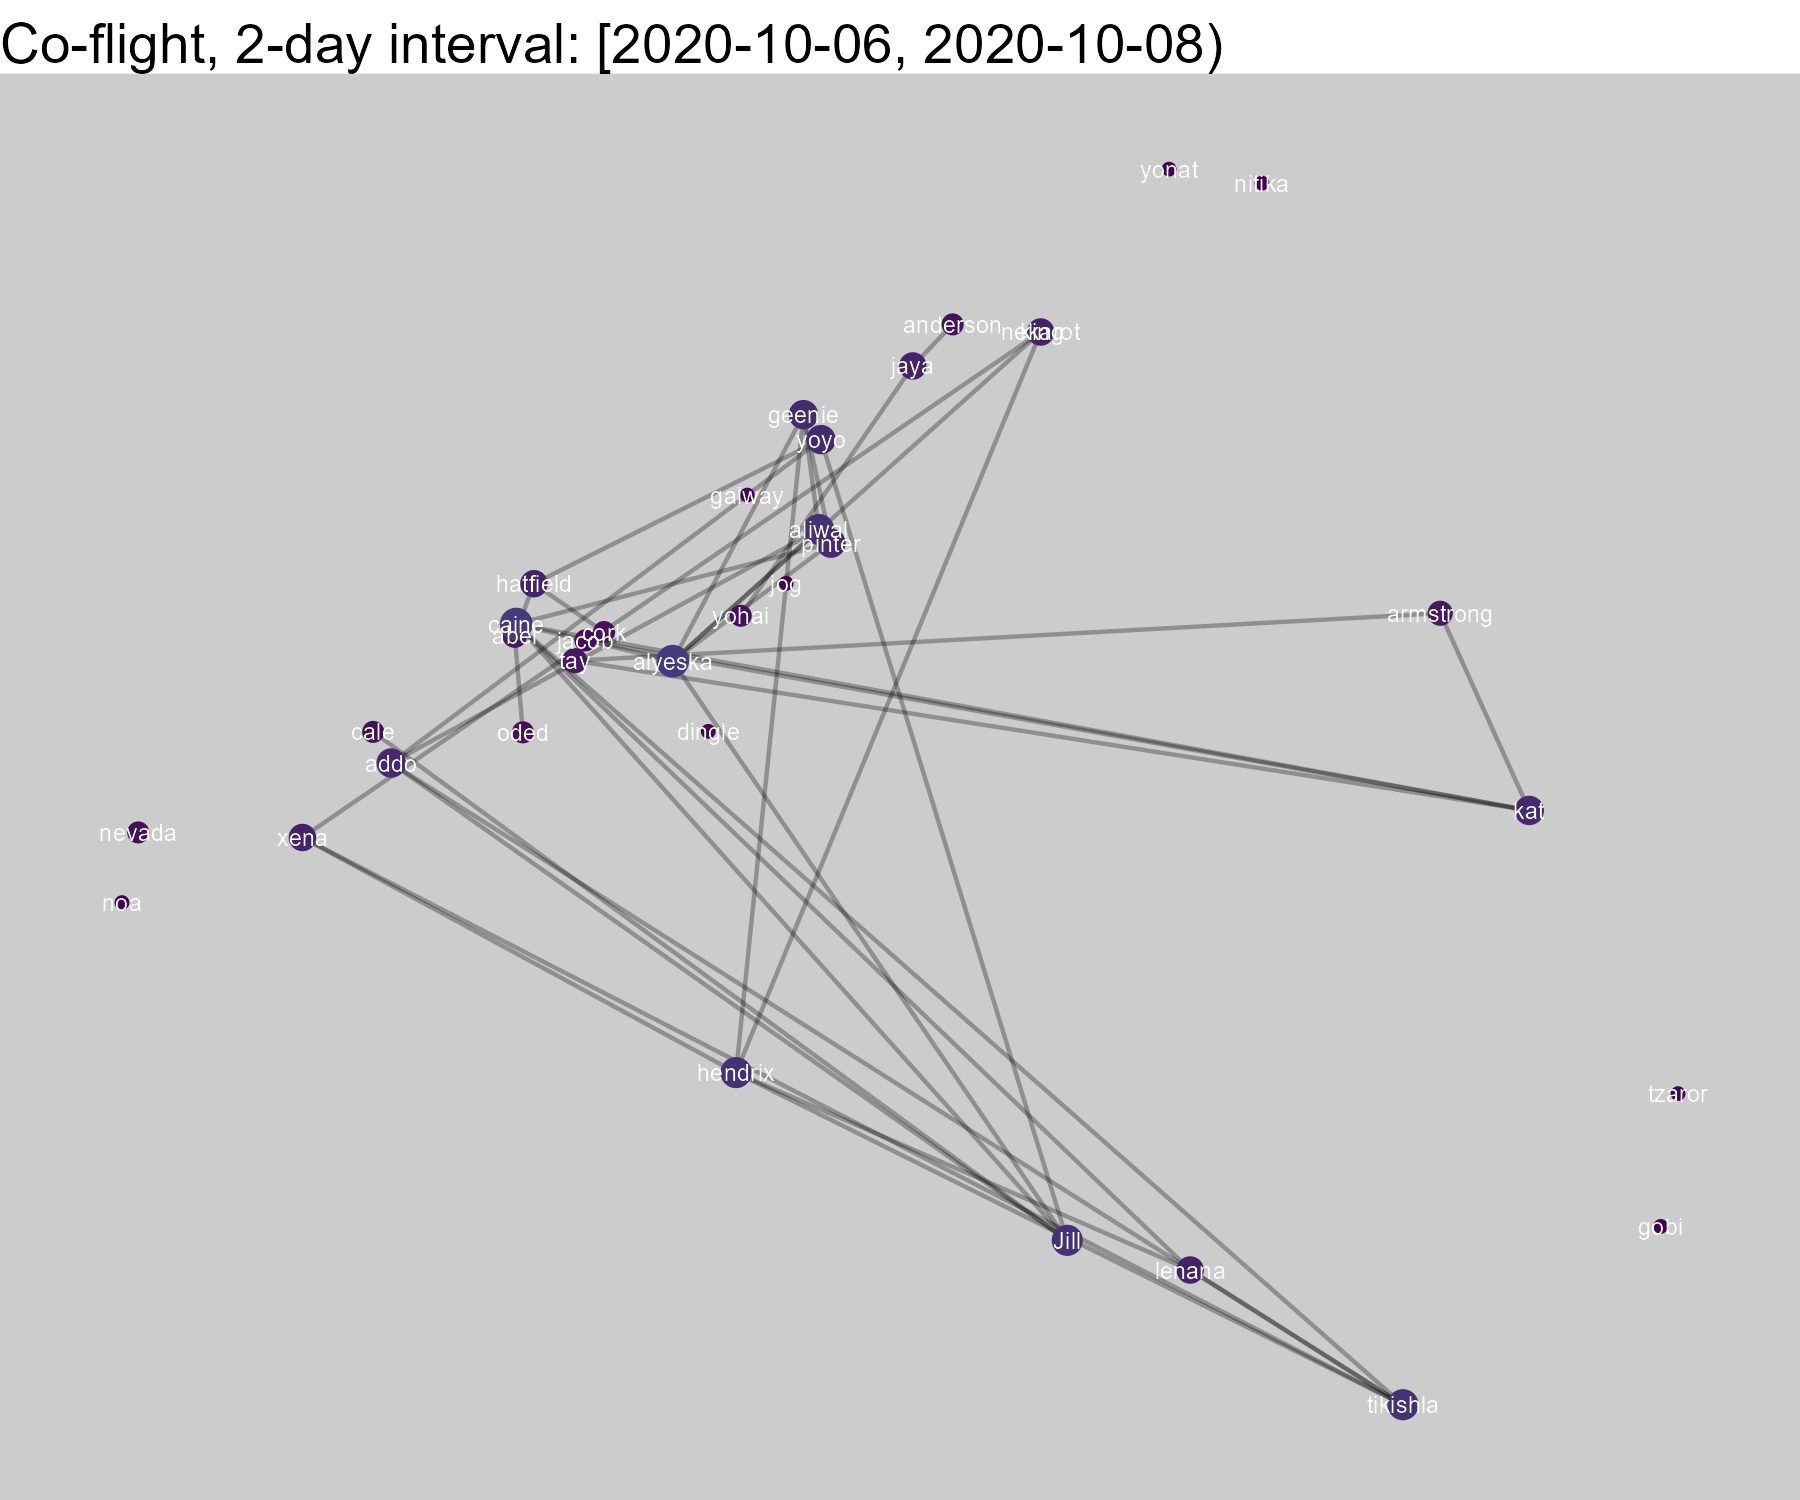 Co-flight, 2-day interval: [2020-10-06, 2020-10-08)
yonat
nitika
anderson
jaya
geenie
yoyo
galway
aliwal
pinter
hatfield
jog
caine
abel
yohai
armstrong
cork
jacob
tay
alyeska
cale
oded
dingle
addo
kat
nevada
xena
noa
hendrix
tzaror
gobi
Jill
lenana
tikishla